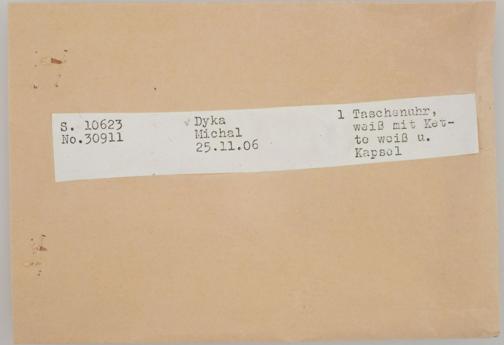 S. 10623
No.30911
Dyka
Michal
25.11.06
1 Taschenuhr,
weiß mit Ket-
te weiß u.
Kapsel